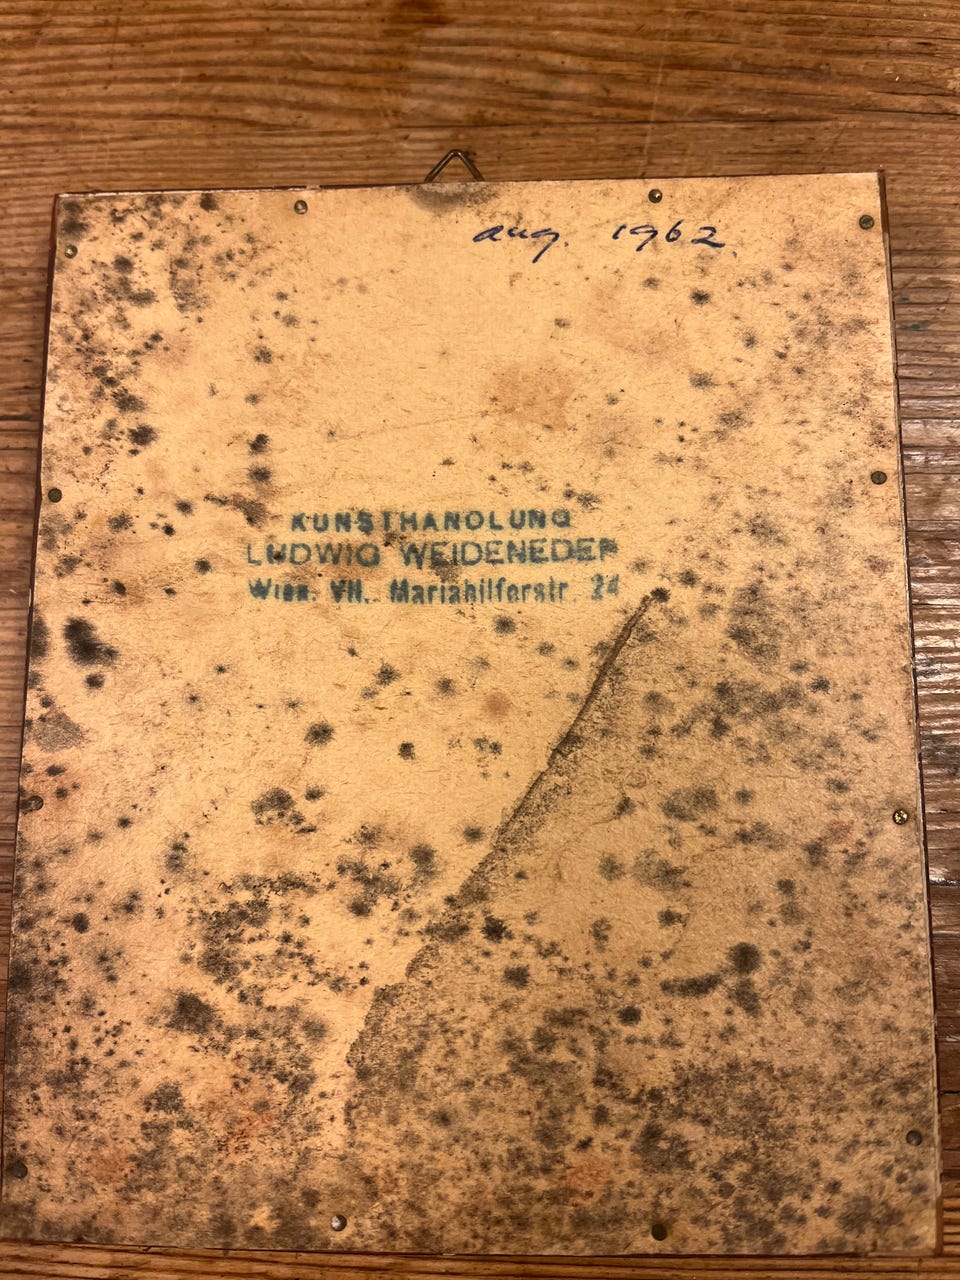 aug. 1962.
KUNSTHANDLUNG
LUDWIG WEIDENEDER
Wien. VII. Mariahilferstr. 24